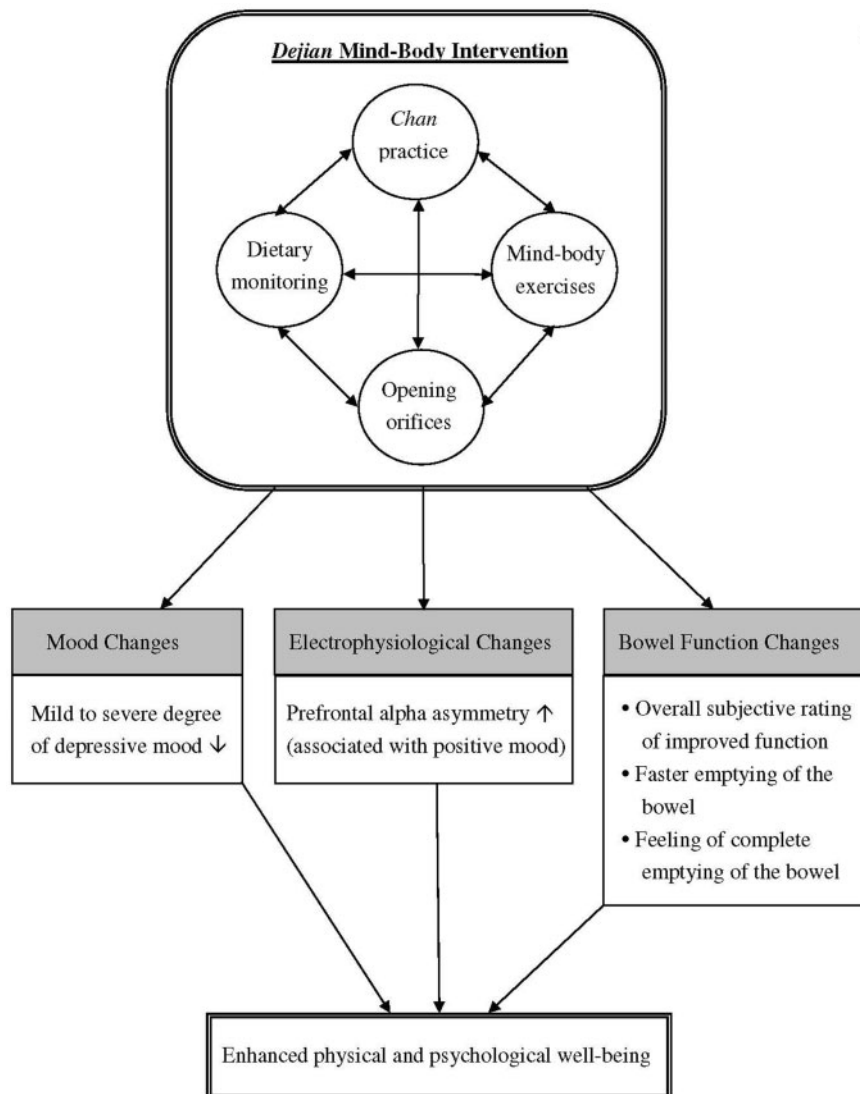 Dejian Mind-Body Intervention
Chan
practice
Dietary
monitoring
Mind-body
exercises
Opening
orifices
Mood Changes
Mild to severe degree
of depressive mood ↓
Electrophysiological Changes
Prefrontal alpha asymmetry ↑
(associated with positive mood)
Bowel Function Changes
• Overall subjective rating
of improved function
• Faster emptying of the
bowel
• Feeling of complete
emptying of the bowel
Enhanced physical and psychological well-being